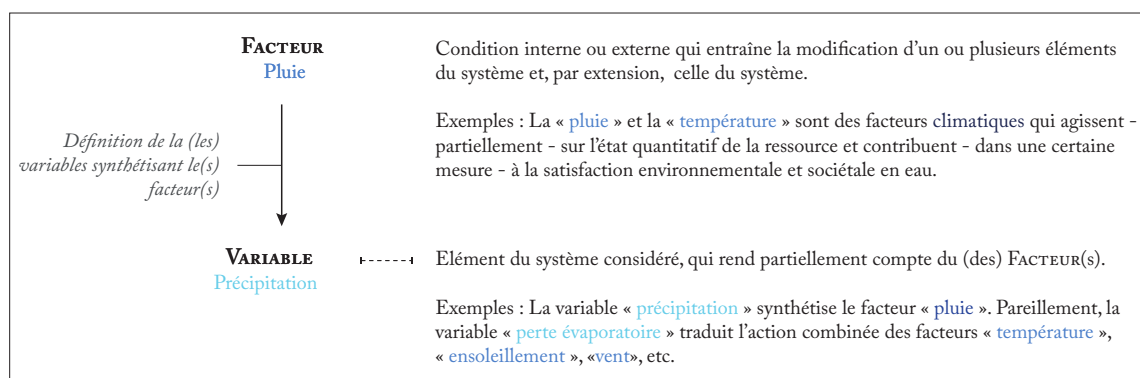 FACTEUR
Pluie
Condition interne ou externe qui entraîne la modification d’un ou plusieurs éléments
du système et, par extension, celle du système.
Exemples : La « pluie » et la « température » sont des facteurs climatiques qui agissent -
partiellement - sur l’état quantitatif de la ressource et contribuent - dans une certaine
mesure - à la satisfaction environnementale et sociétale en eau.
Définition de la (les)
variables synthétisant le(s)
facteur(s)
VARIABLE
Précipitation
Elément du système considéré, qui rend partiellement compte du (des) FACTEUR(s).
Exemples : La variable « précipitation » synthétise le facteur « pluie ». Pareillement, la
variable « perte évaporatoire » traduit l’action combinée des facteurs « température »,
« ensoleillement », «vent», etc.